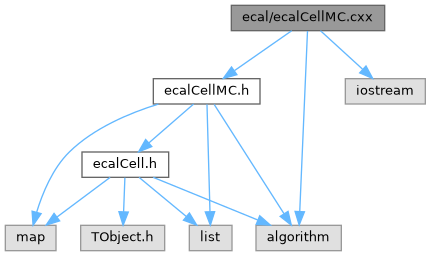 ecal/ecalCellMC.cxx
ecalCellMC.h
iostream
ecalCell.h
map
TObject.h
list
algorithm